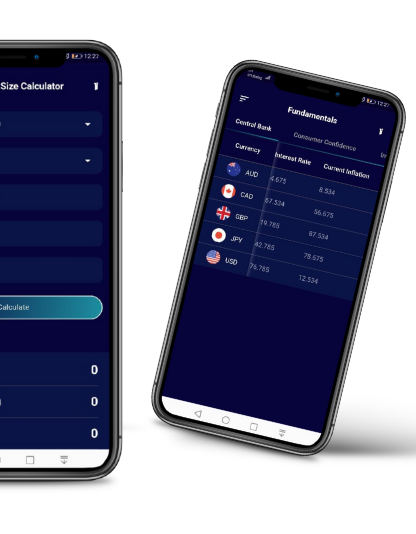 12:27
Size Calculator
Calculate
0
0
0
12:27
Fundamentals
Central Bank Consumer Confidence
Currency Interest Rate Current Inflation
AUD 4.675 8.534
CAD 67.534 56.675
GBP 19.785 87.534
JPY 42.785 78.675
USD 75.785 12.534